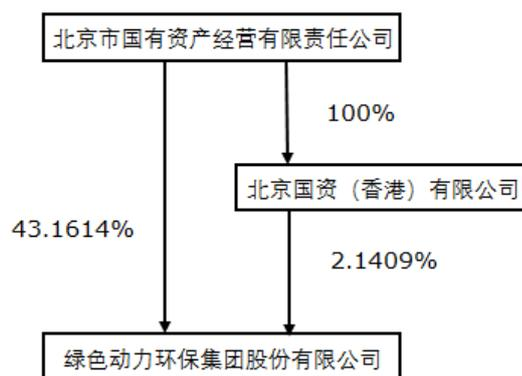 北京市国有资产经营有限责任公司
100%
北京国资（香港）有限公司
43.1614%
2.1409%
绿色动力环保集团股份有限公司